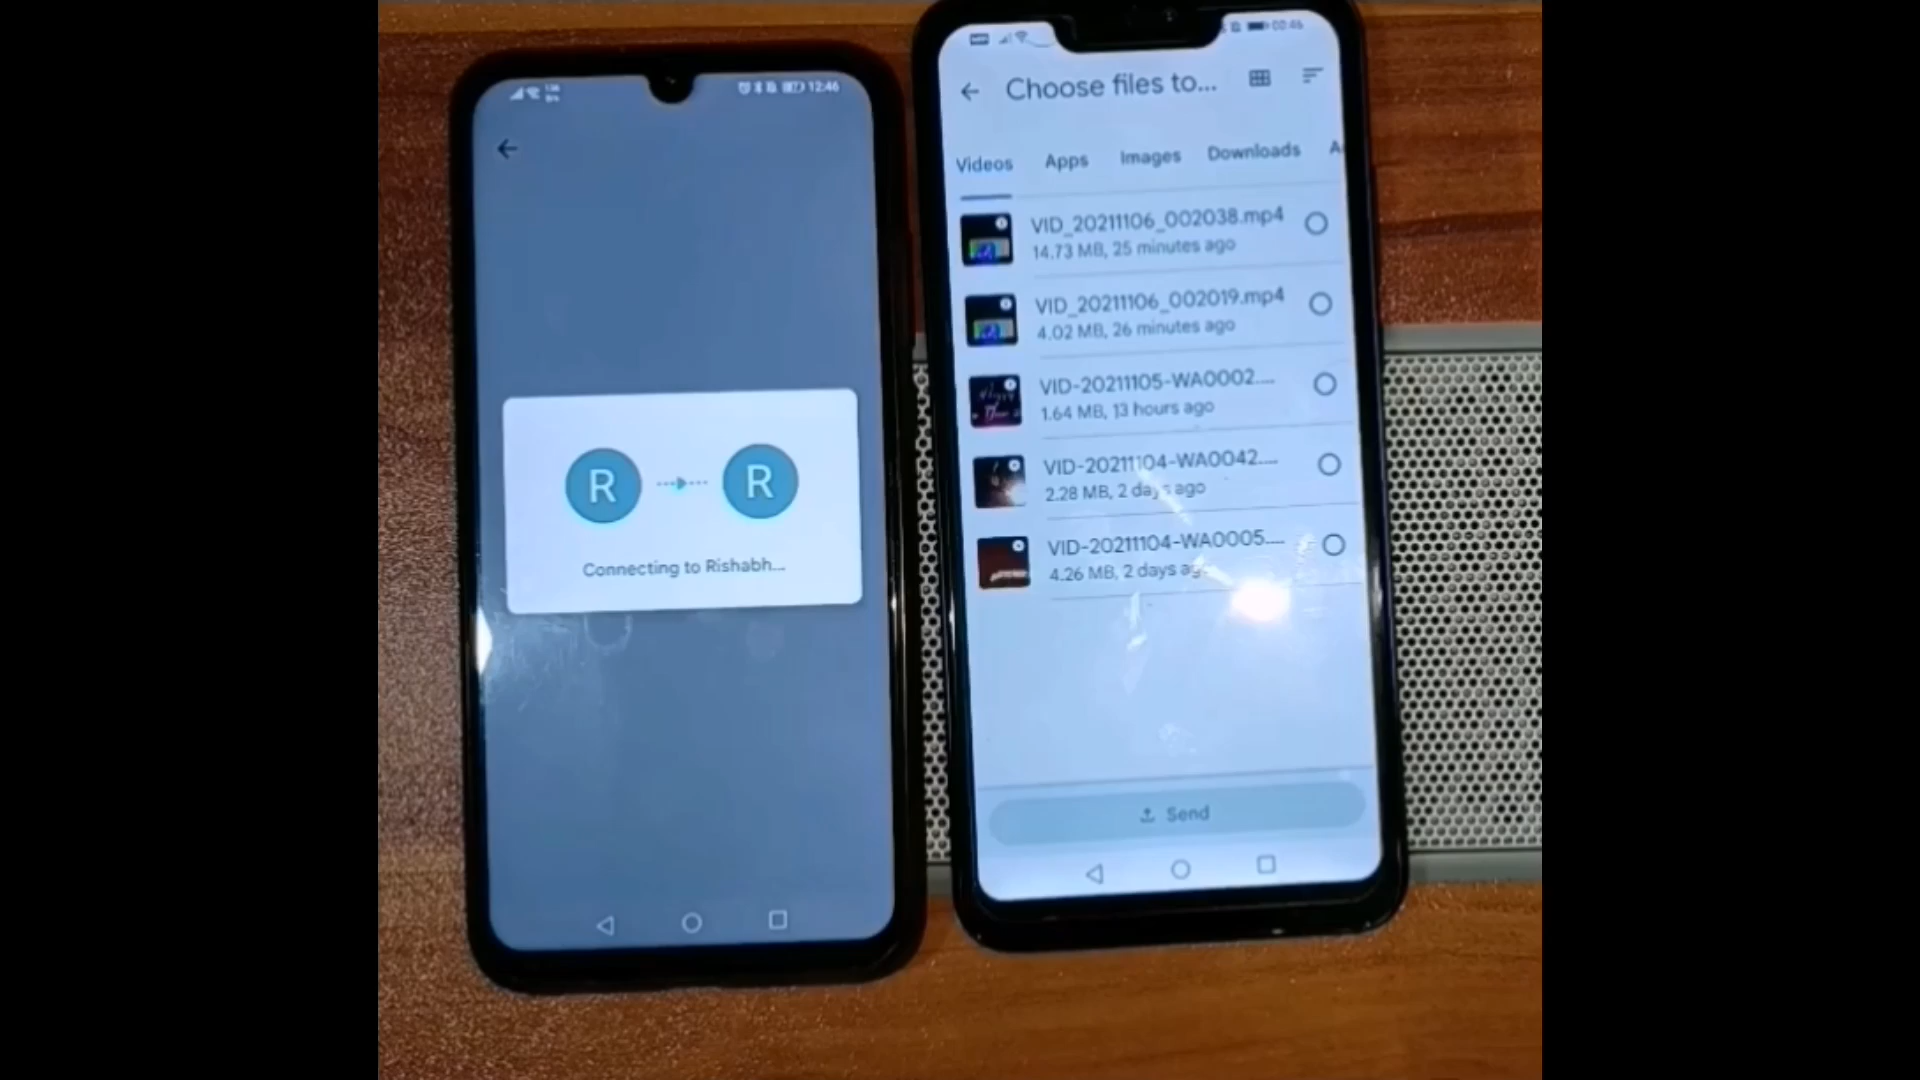 12:46
R
R
Connecting to Rishabh...
00:46
Choose files to...
Videos
Apps
Images
Downloads
VID_20211106_002038.mp4
14.73 MB, 25 minutes ago
VID_20211106_002019.mp4
4.02 MB, 26 minutes ago
VID-20211105-WA0002....
1.64 MB, 13 hours ago
VID-20211104-WA0042....
2.28 MB, 2 days ago
VID-20211104-WA0005....
4.26 MB, 2 days ago
Send